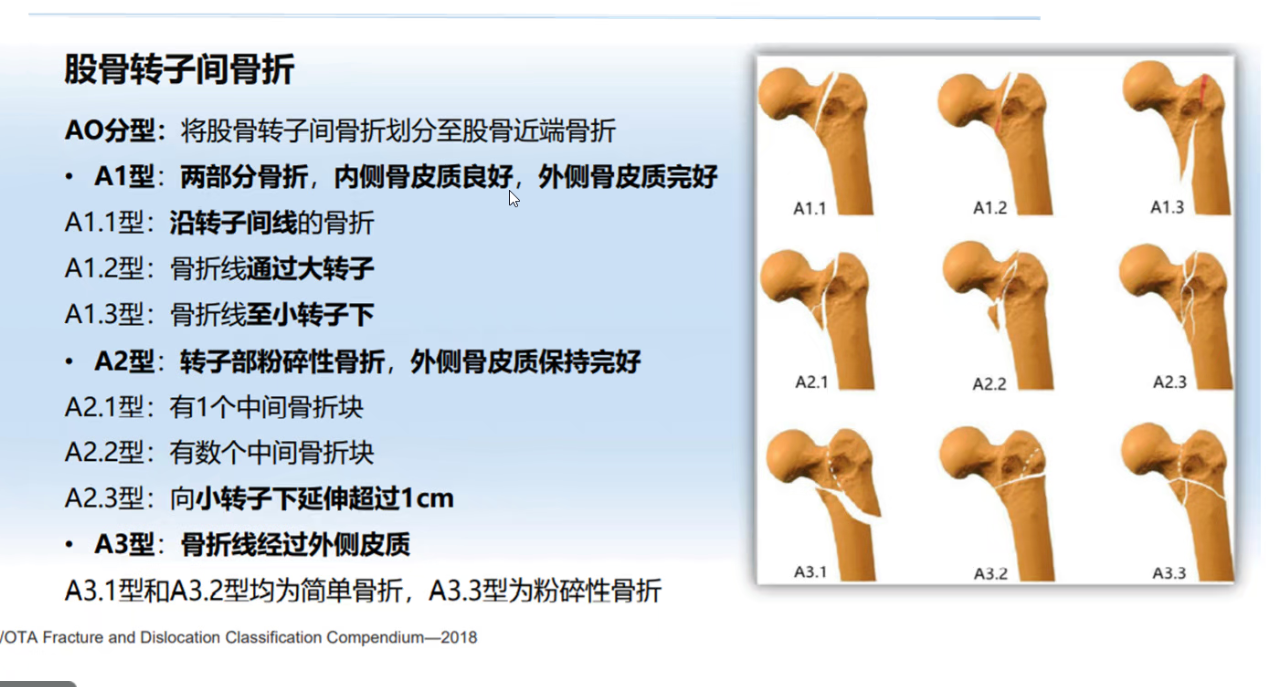 股骨转子间骨折
AO分型：将股骨转子间骨折划分至股骨近端骨折
• A1型：两部分骨折，内侧骨皮质良好，外侧骨皮质完好
A1.1型：沿转子间线的骨折
A1.2型：骨折线通过大转子
A1.3型：骨折线至小转子下
• A2型：转子部粉碎性骨折，外侧骨皮质保持完好
A2.1型：有1个中间骨折块
A2.2型：有数个中间骨折块
A2.3型：向小转子下延伸超过1cm
• A3型：骨折线经过外侧皮质
A3.1型和A3.2型均为简单骨折，A3.3型为粉碎性骨折
/OTA Fracture and Dislocation Classification Compendium—2018
A1.1
A1.2
A1.3
A2.1
A2.2
A2.3
A3.1
A3.2
A3.3